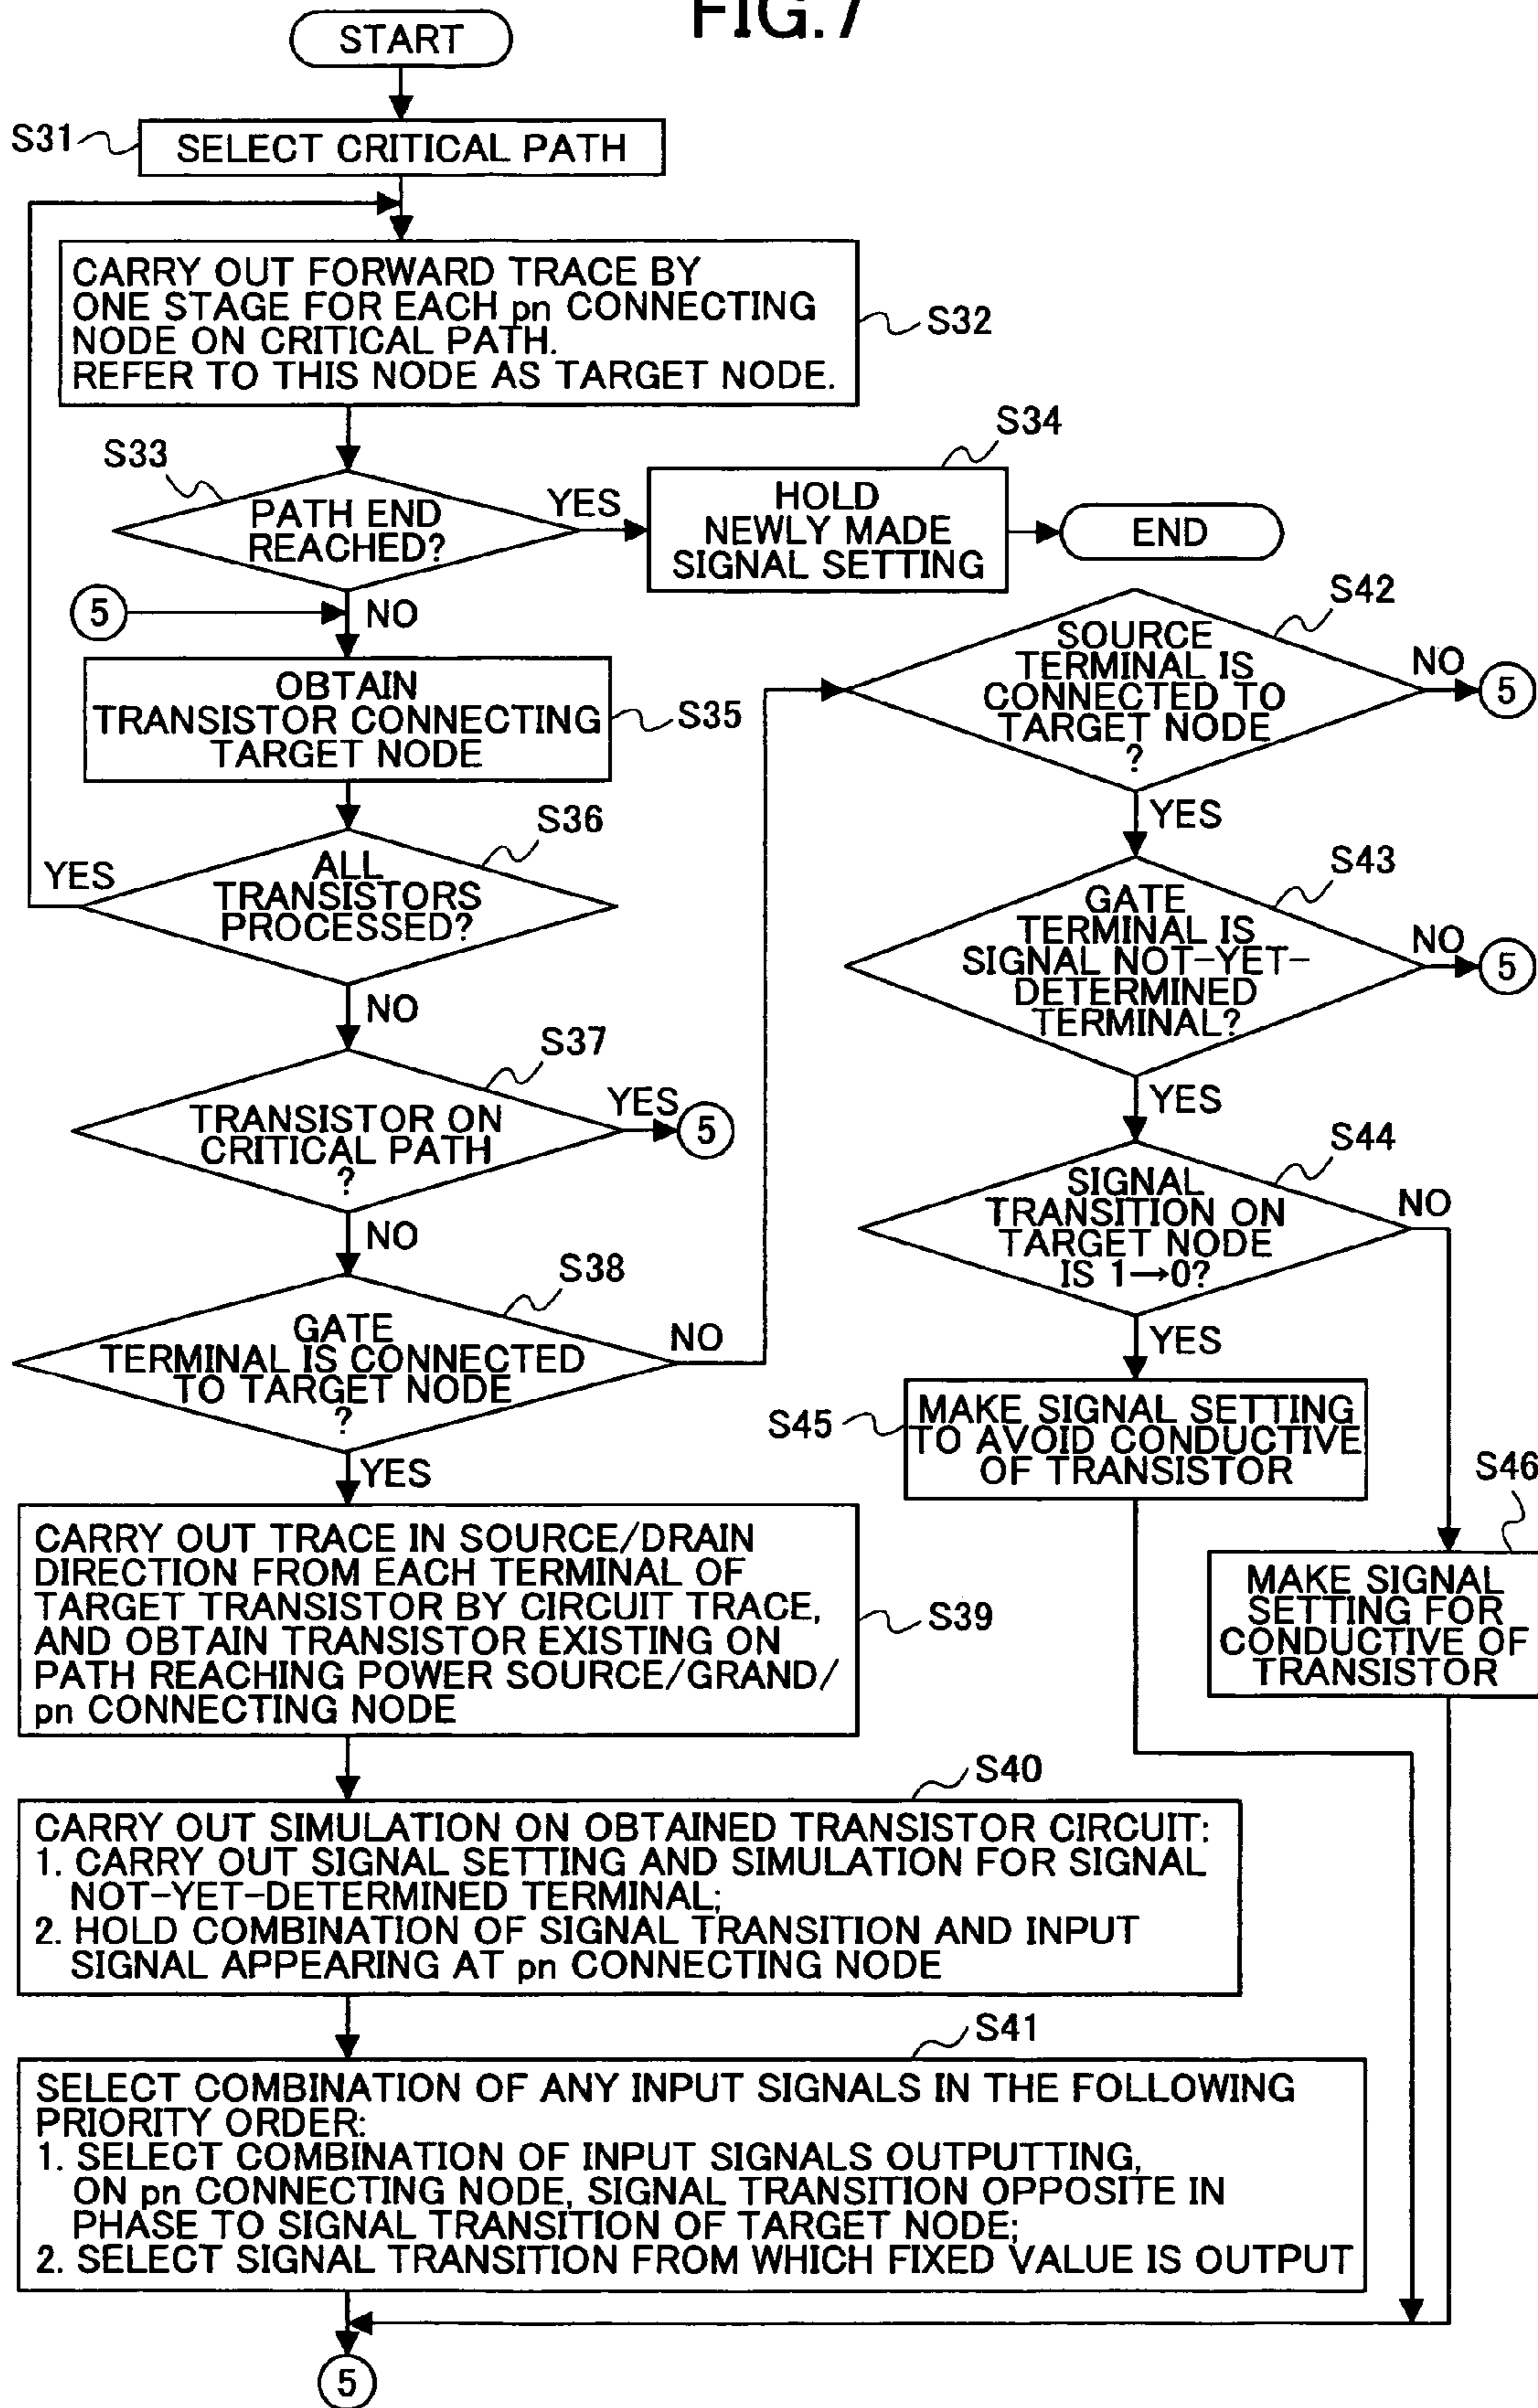 FIG.7
START
S31
SELECT CRITICAL PATH
CARRY OUT FORWARD TRACE BY
ONE STAGE FOR EACH pn CONNECTING
NODE ON CRITICAL PATH.
REFER TO THIS NODE AS TARGET NODE.
S32
S33
PATH END
REACHED?
YES
NO
S34
HOLD
NEWLY MADE
SIGNAL SETTING
END
5
OBTAIN
TRANSISTOR CONNECTING
TARGET NODE
S35
S36
ALL
TRANSISTORS
PROCESSED?
YES
NO
S37
TRANSISTOR ON
CRITICAL PATH
?
YES
5
NO
S38
GATE
TERMINAL IS CONNECTED
TO TARGET NODE
?
NO
YES
CARRY OUT TRACE IN SOURCE/DRAIN
DIRECTION FROM EACH TERMINAL OF
TARGET TRANSISTOR BY CIRCUIT TRACE,
AND OBTAIN TRANSISTOR EXISTING ON
PATH REACHING POWER SOURCE/GRAND/
pn CONNECTING NODE
S39
S40
CARRY OUT SIMULATION ON OBTAINED TRANSISTOR CIRCUIT:
1. CARRY OUT SIGNAL SETTING AND SIMULATION FOR SIGNAL
NOT-YET-DETERMINED TERMINAL;
2. HOLD COMBINATION OF SIGNAL TRANSITION AND INPUT
SIGNAL APPEARING AT pn CONNECTING NODE
S41
SELECT COMBINATION OF ANY INPUT SIGNALS IN THE FOLLOWING
PRIORITY ORDER:
1. SELECT COMBINATION OF INPUT SIGNALS OUTPUTTING,
ON pn CONNECTING NODE, SIGNAL TRANSITION OPPOSITE IN
PHASE TO SIGNAL TRANSITION OF TARGET NODE;
2. SELECT SIGNAL TRANSITION FROM WHICH FIXED VALUE IS OUTPUT
5
S42
SOURCE
TERMINAL IS
CONNECTED TO
TARGET NODE
?
NO
5
YES
S43
GATE
TERMINAL IS
SIGNAL NOT-YET-
DETERMINED
TERMINAL?
NO
5
YES
S44
SIGNAL
TRANSITION ON
TARGET NODE
IS 1→0?
NO
YES
S45
MAKE SIGNAL SETTING
TO AVOID CONDUCTIVE
OF TRANSISTOR
S46
MAKE SIGNAL
SETTING FOR
CONDUCTIVE OF
TRANSISTOR